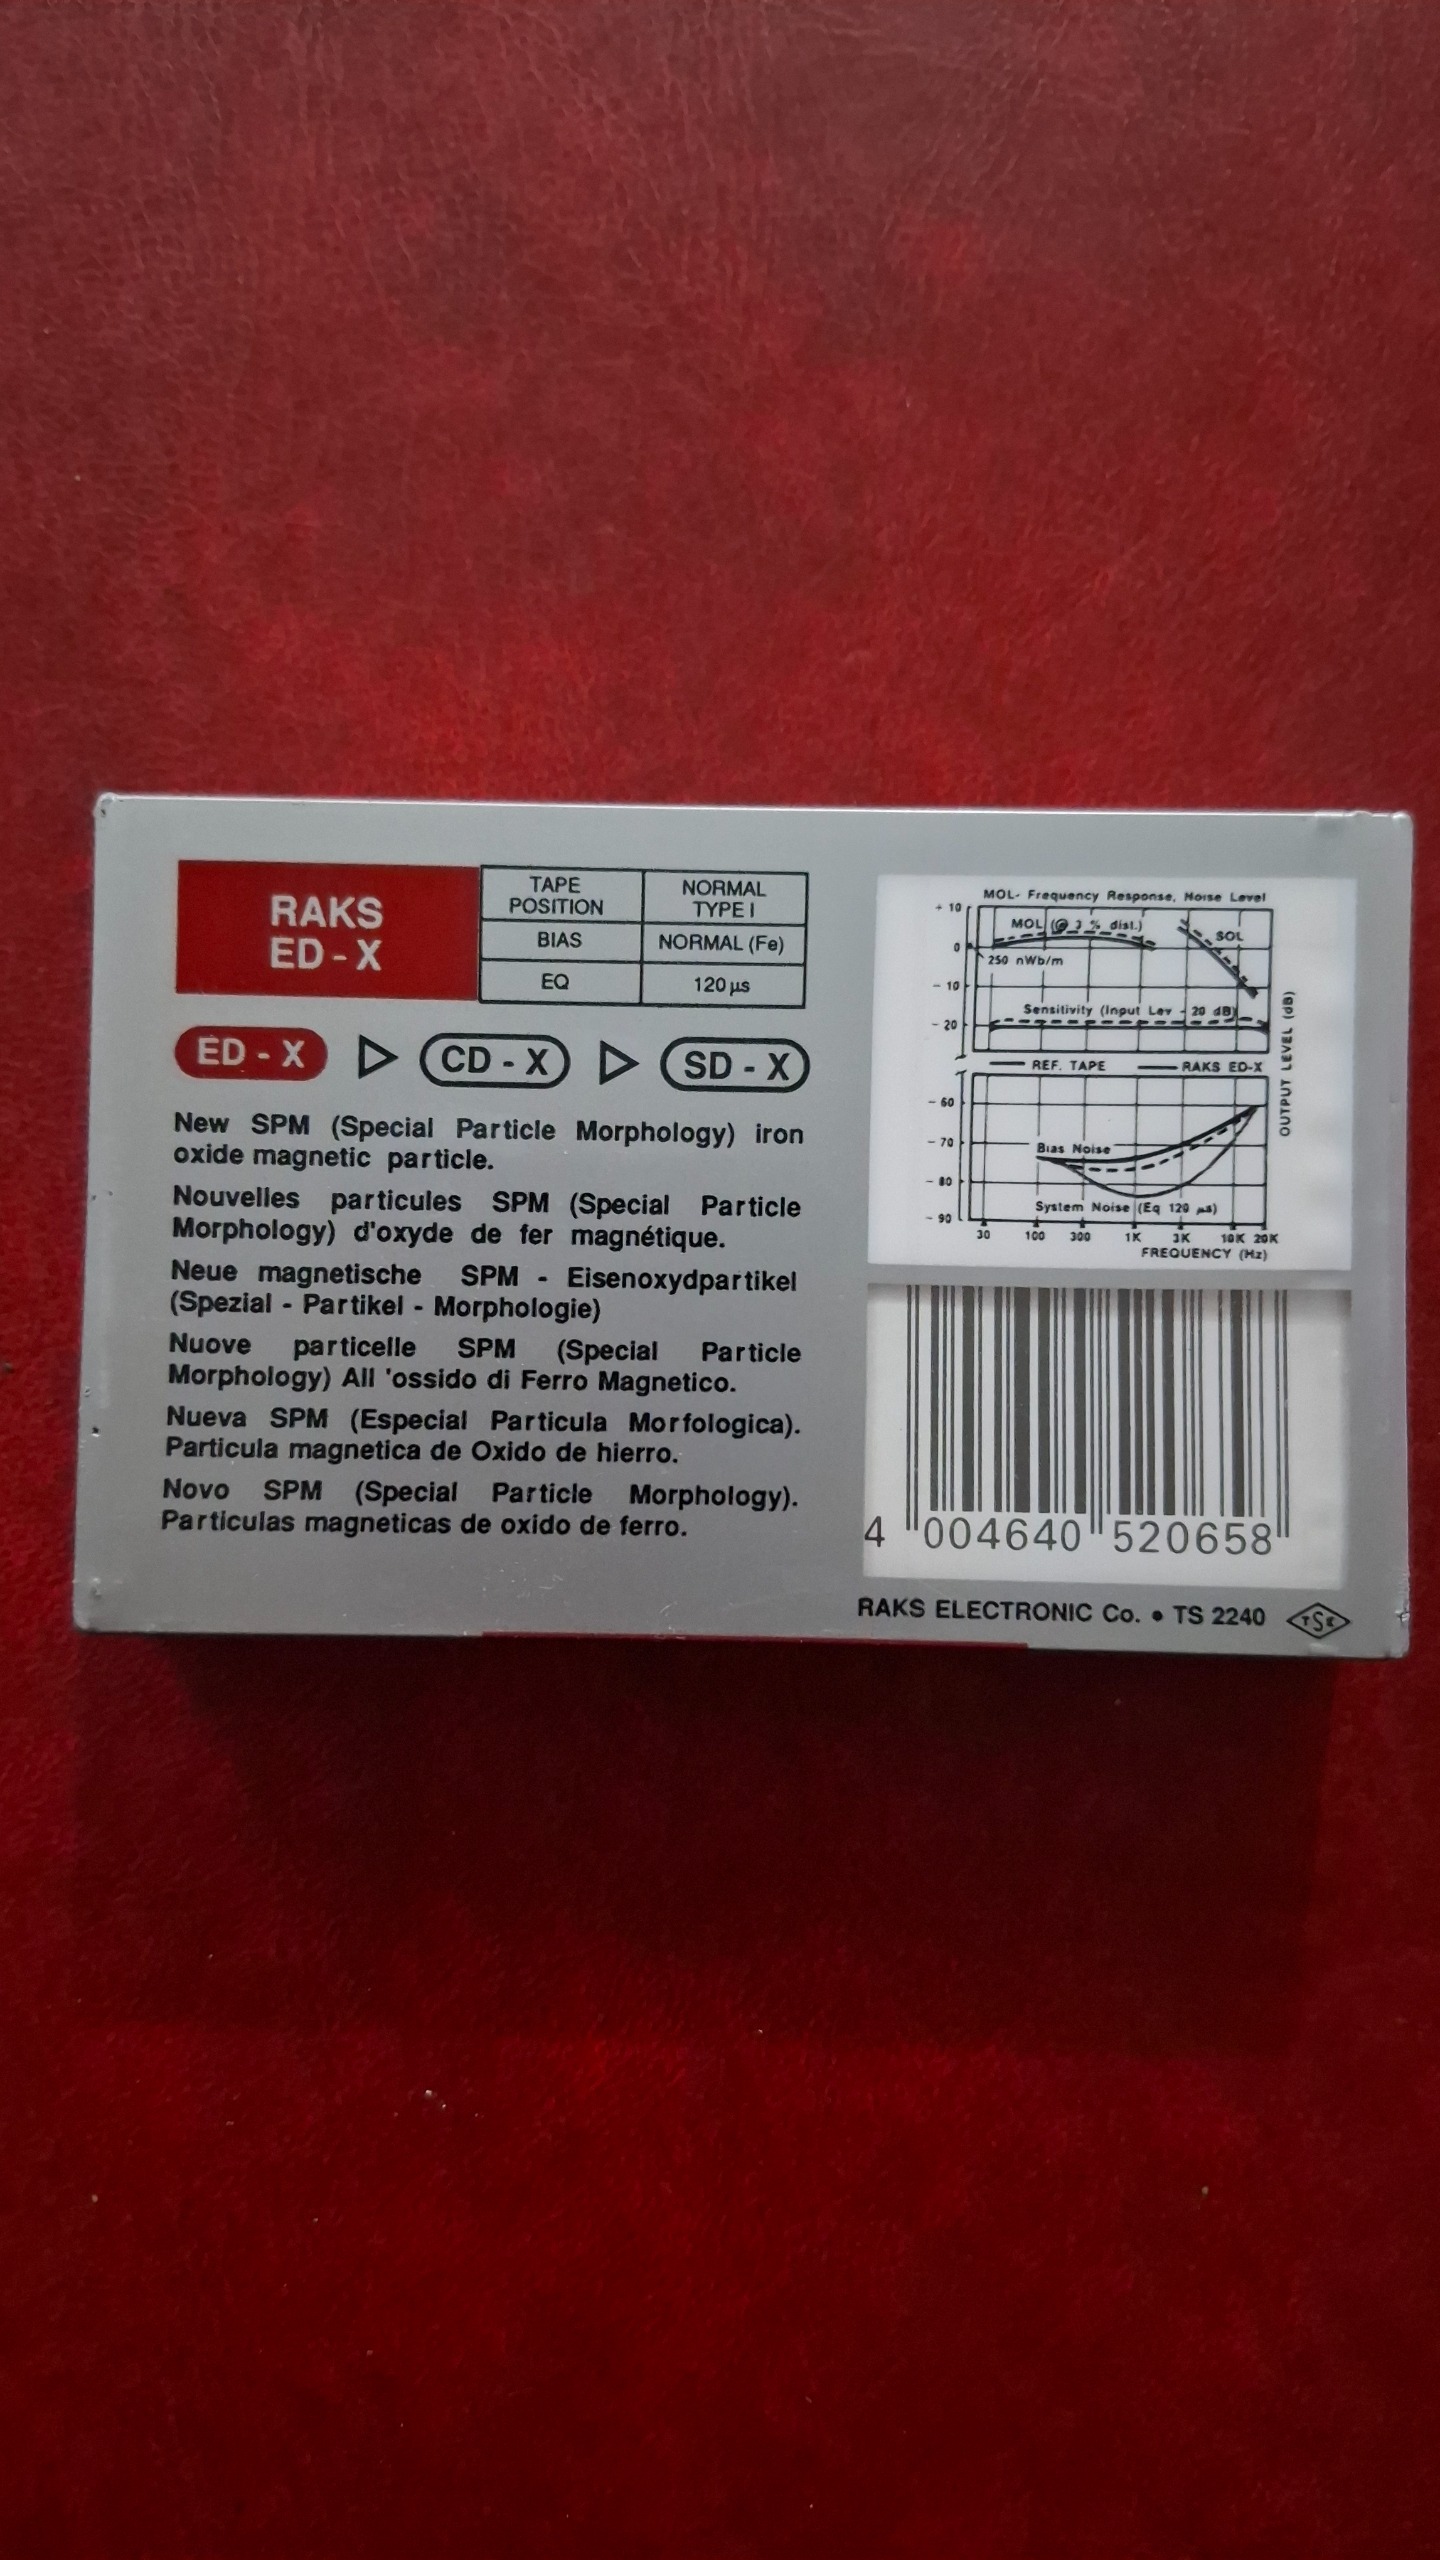 RAKS
ED - X
TAPE POSITION NORMAL TYPE I
BIAS NORMAL (Fe)
EQ 120 µs
ED - X ▷ CD - X ▷ SD - X
New SPM (Special Particle Morphology) iron
oxide magnetic particle.
Nouvelles particules SPM (Special Particle
Morphology) d'oxyde de fer magnétique.
Neue magnetische SPM - Eisenoxydpartikel
(Spezial - Partikel - Morphologie)
Nuove particelle SPM (Special Particle
Morphology) All 'ossido di Ferro Magnetico.
Nueva SPM (Especial Particula Morfologica).
Particula magnetica de Oxido de hierro.
Novo SPM (Special Particle Morphology).
Particulas magneticas de oxido de ferro.
MOL- Frequency Response, Noise Level
+ 10
MOL (@ 3 % dist.)
SOL
0
250 nWb/m
- 10
Sensitivity (Input Lev - 20 dB)
- 20
REF. TAPE RAKS ED-X
- 60
- 70
Bias Noise
- 80
System Noise (Eq 120 µs)
- 90
30 100 300 1K 3K 10K 20K
FREQUENCY (Hz)
OUTPUT LEVEL (dB)
4 004640 520658
RAKS ELECTRONIC Co. • TS 2240 TSE